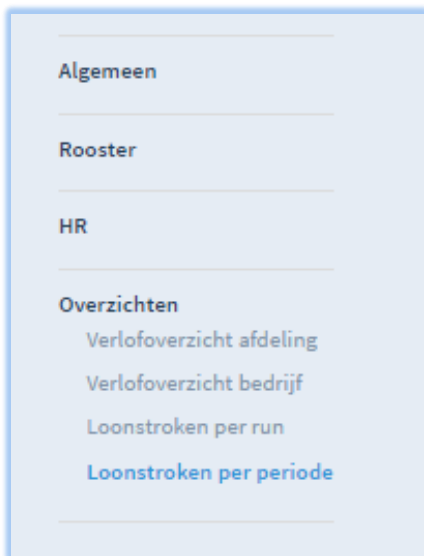 Algemeen
Rooster
HR
Overzichten
Verlofoverzicht afdeling
Verlofoverzicht bedrijf
Loonstroken per run
Loonstroken per periode